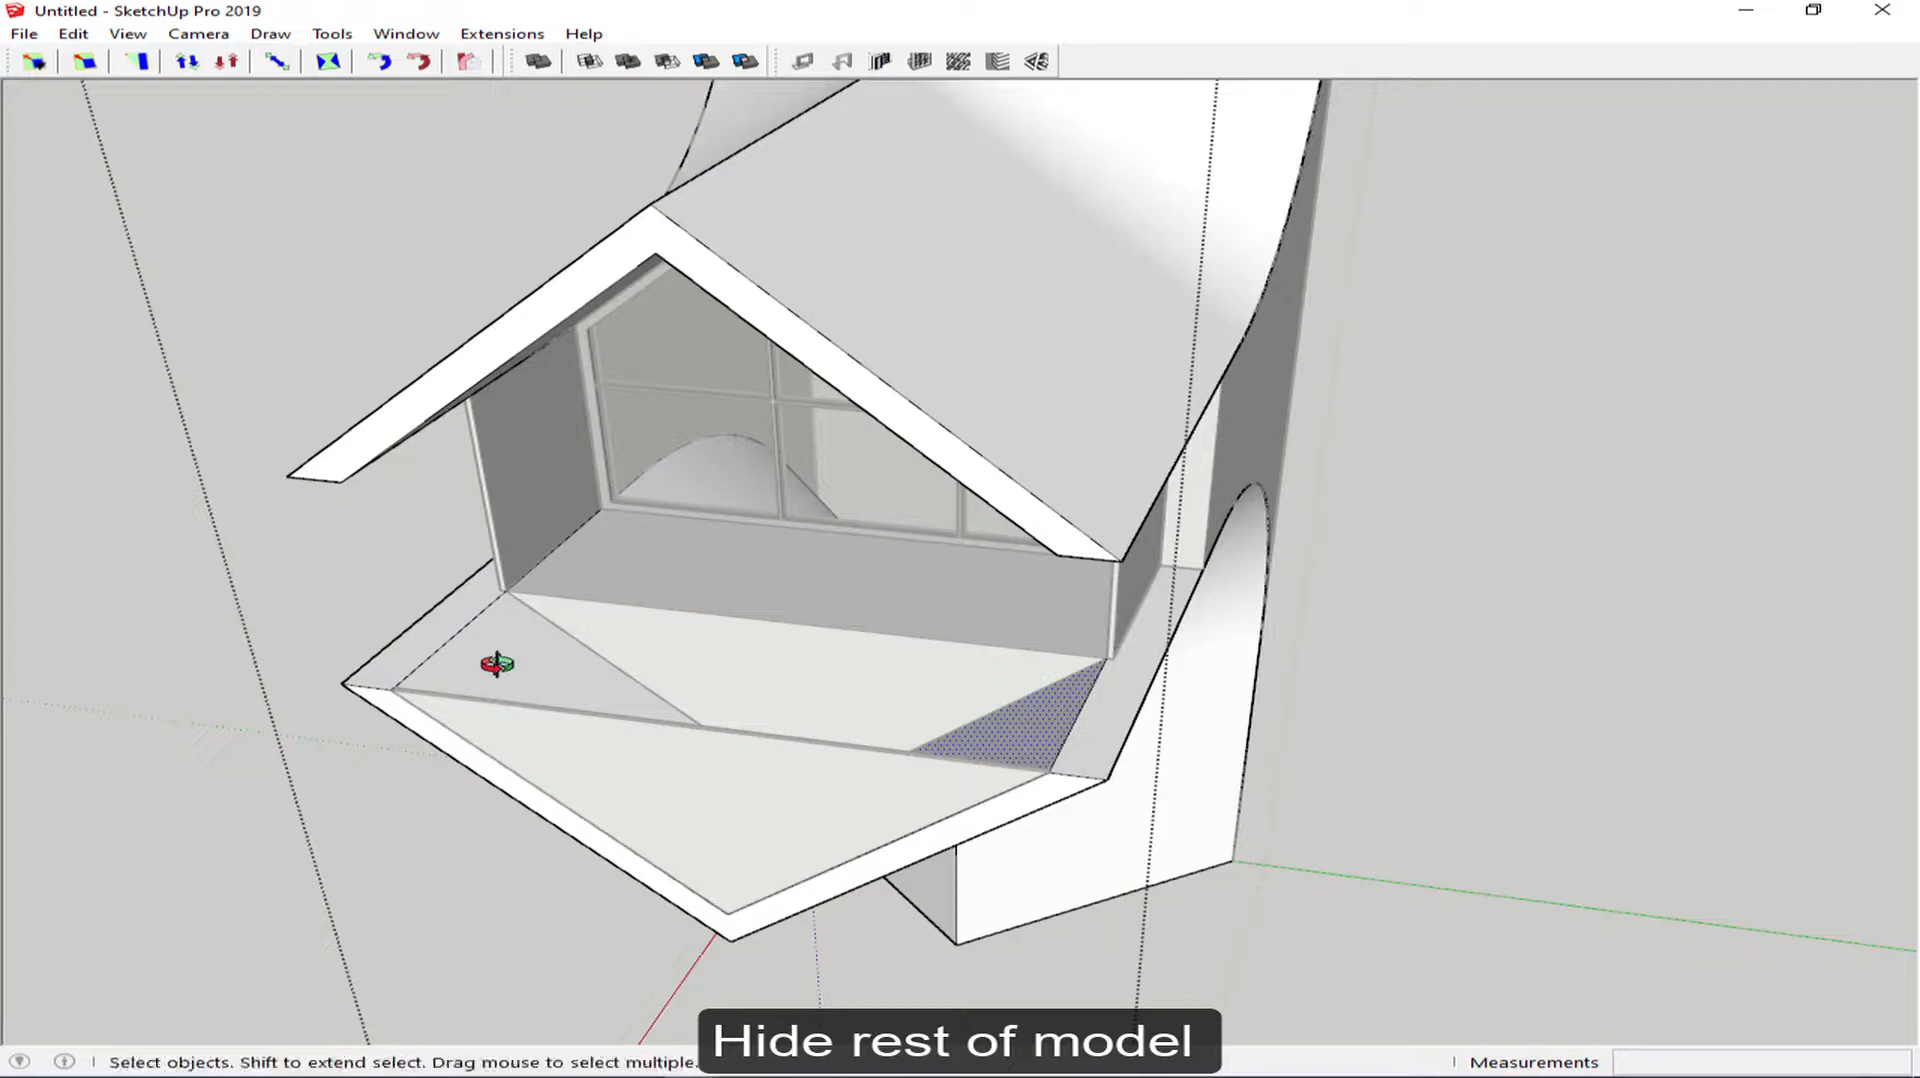 Untitled - SketchUp Pro 2019
File Edit View Camera Draw Tools Window Extensions Help
Hide rest of model
Select objects. Shift to extend select. Drag mouse to select multiple.
Measurements